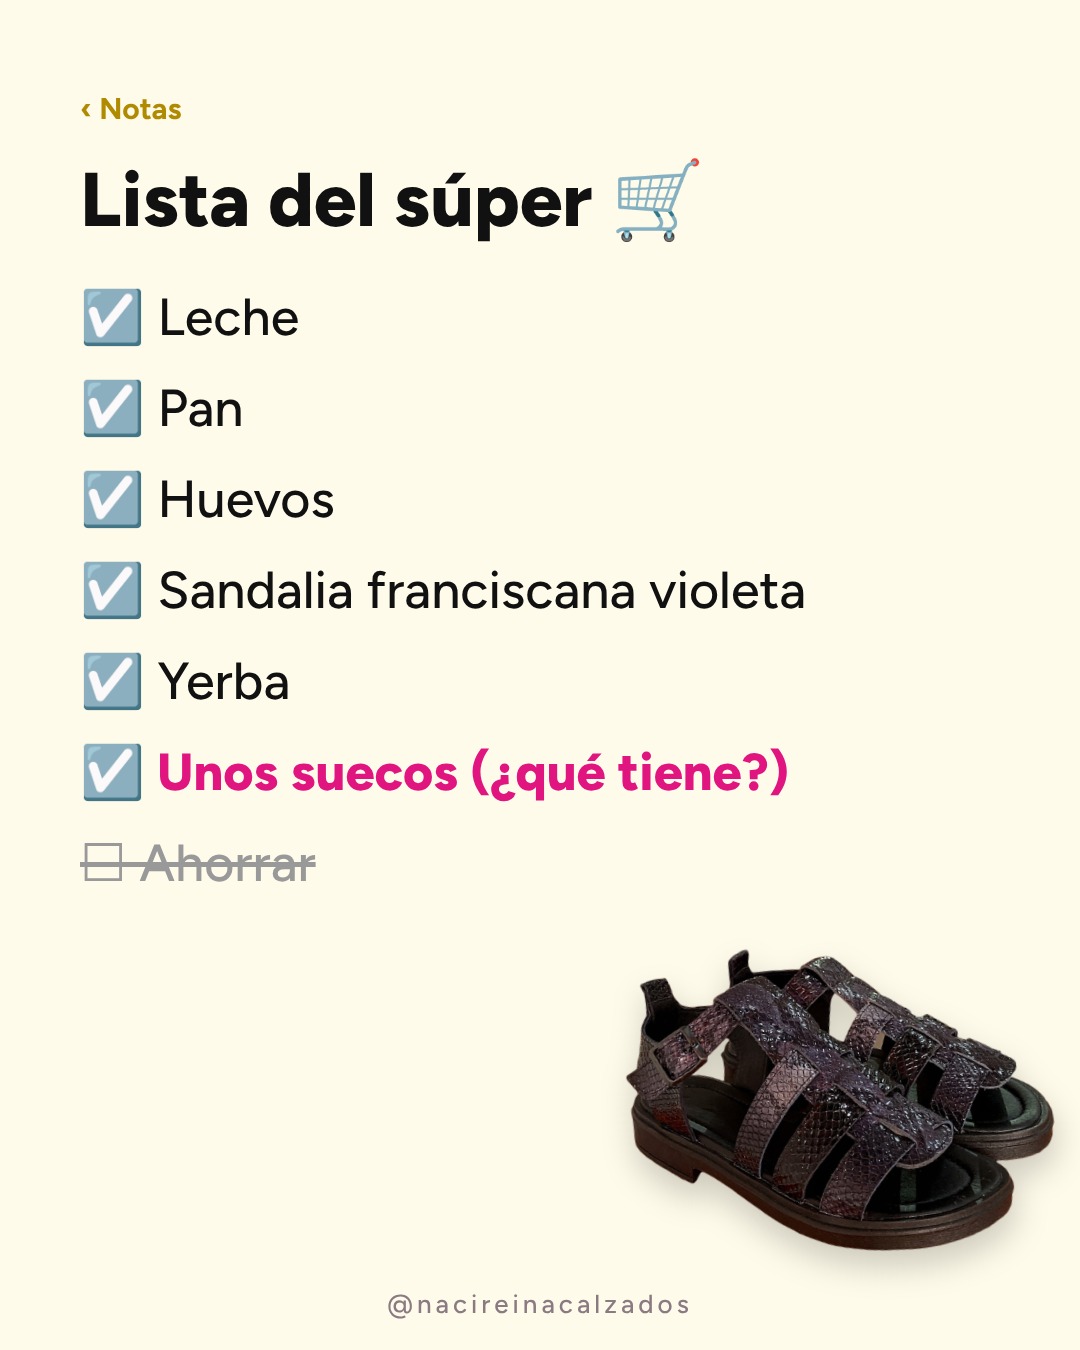 ‹ Notas
Lista del súper 🛒
☑️ Leche
☑️ Pan
☑️ Huevos
☑️ Sandalia franciscana violeta
☑️ Yerba
☑️ Unos suecos (¿qué tiene?)
☐ Ahorrar
@nacireinacalzados